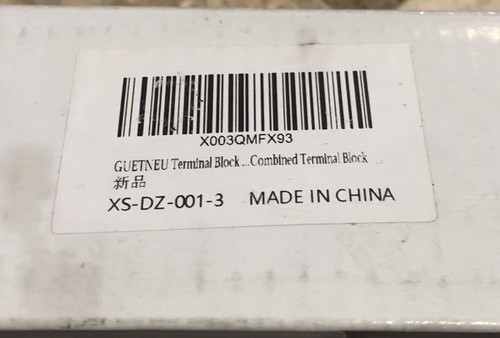 X003QMFX93
GUETNEU Terminal Block ...Combined Terminal Block
新品
XS-DZ-001-3 MADE IN CHINA